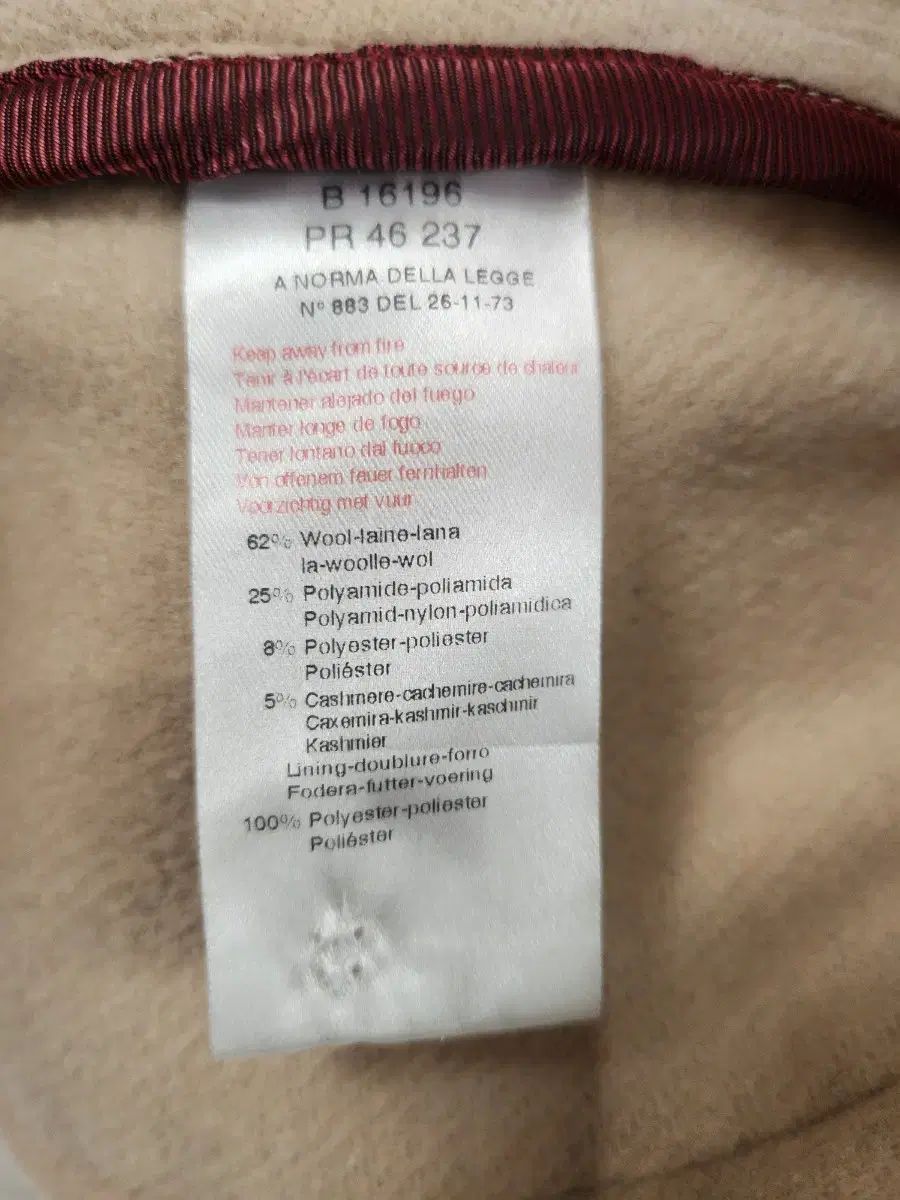 B 16196
PR 46 237
A NORMA DELLA LEGGE
N° 883 DEL 26-11-73
Keep away from fire
Tenir à l'écart de toute source de chaleur
Mantener alejado del fuego
Manter longe de fogo
Tener lontano dal fuoco
Von offenem feuer fernhalten
Voorzichtig met vuur
62% Wool-laine-lana
la-woolle-wol
25% Polyamide-poliamida
Polyamid-nylon-poliamidica
8% Polyester-poliester
Poliéster
5% Cashmere-cachemire-cachemira
Caxemira-kashmir-kaschmir
Kashmier
Lining-doublure-forro
Fodera-futter-voering
100% Polyester-poliester
Poliéster